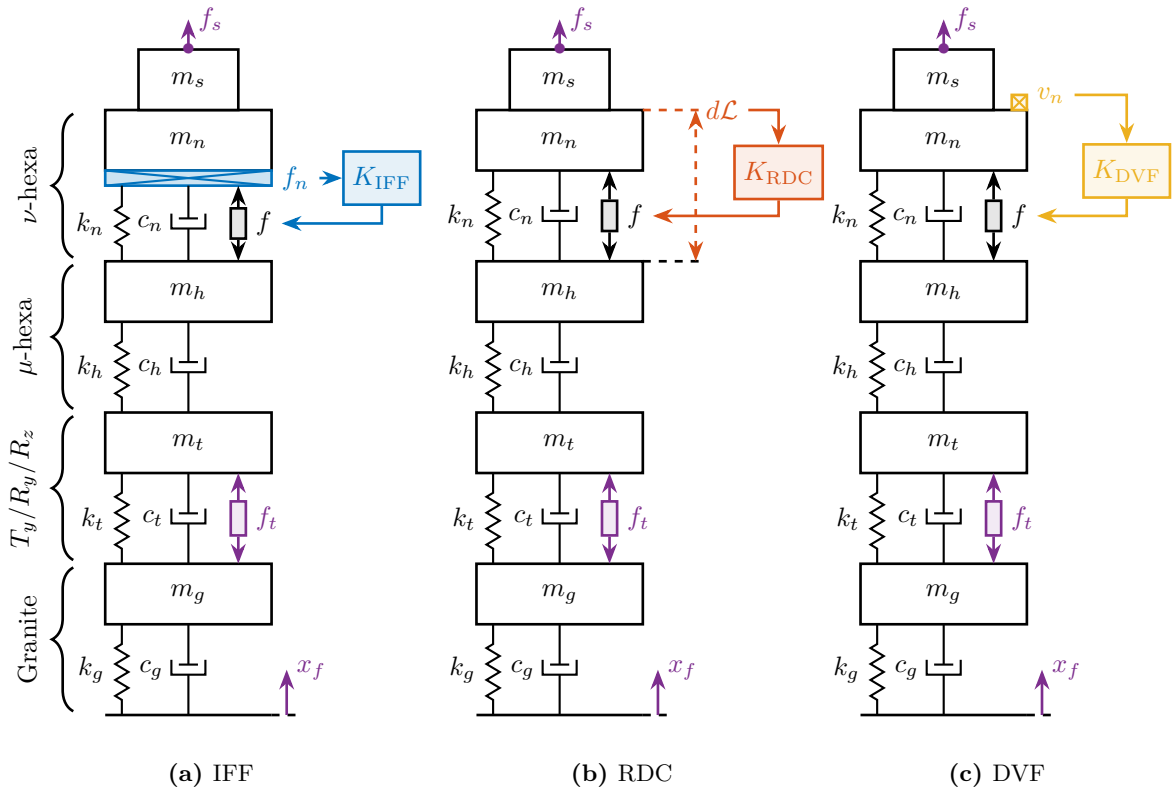 f_s f_s f_s
m_s m_s m_s
ν-hexa m_n m_n dℒ m_n v_n
f_n K_IFF K_RDC K_DVF
k_n c_n f k_n c_n f k_n c_n f
μ-hexa m_h m_h m_h
k_h c_h k_h c_h k_h c_h
T_y/R_y/R_z m_t m_t m_t
k_t c_t f_t k_t c_t f_t k_t c_t f_t
Granite m_g m_g m_g
k_g c_g x_f k_g c_g x_f k_g c_g x_f
(a) IFF (b) RDC (c) DVF